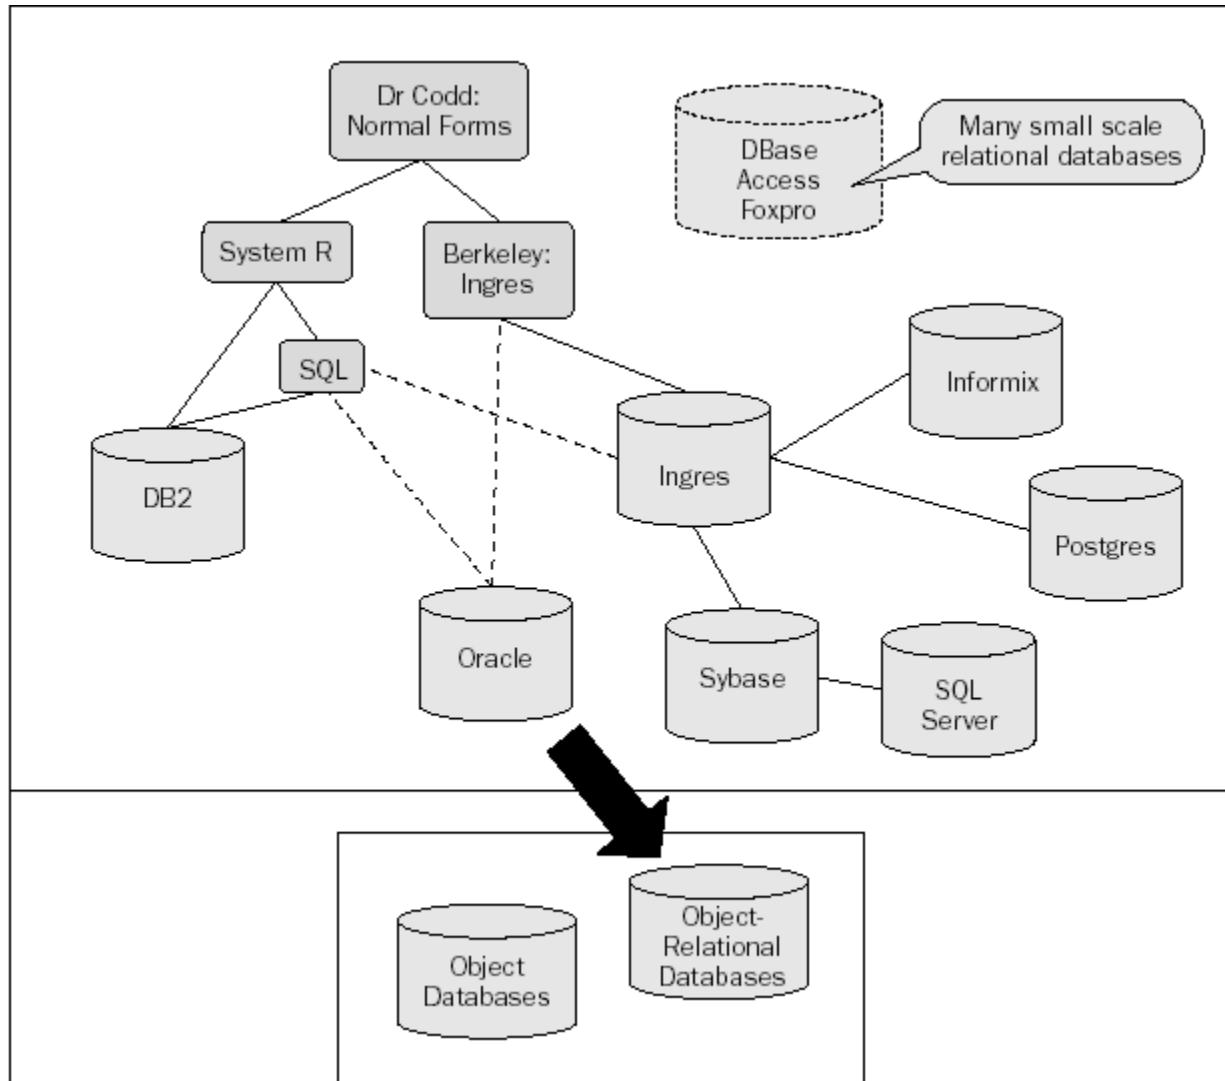 Dr Codd:
Normal Forms
Many small scale
relational databases
DBase
Access
Foxpro
System R
Berkeley:
Ingres
SQL
Informix
Ingres
DB2
Postgres
Oracle
Sybase
SQL
Server
Object-
Relational
Databases
Object
Databases